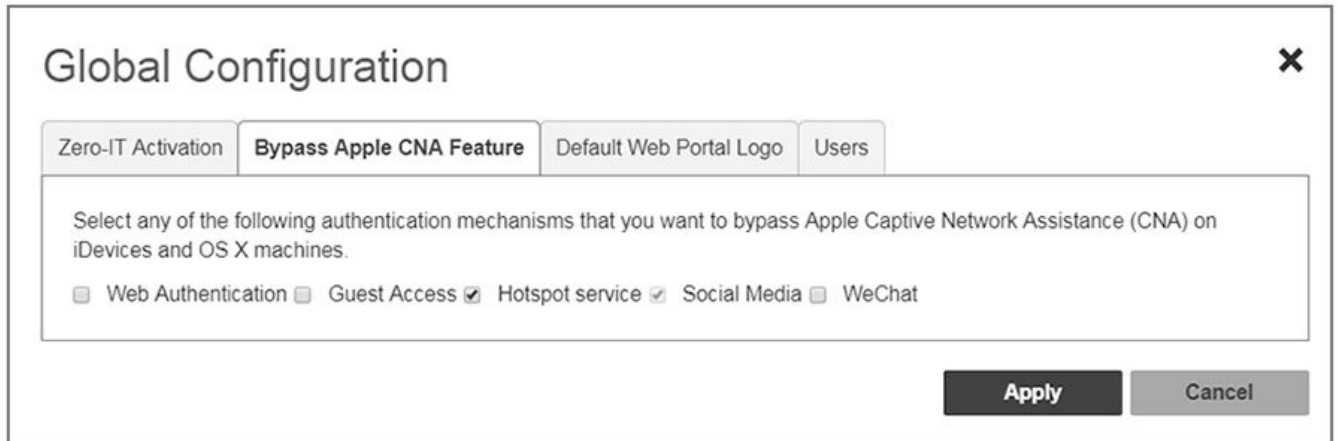 Global Configuration
Zero-IT Activation Bypass Apple CNA Feature Default Web Portal Logo Users
Select any of the following authentication mechanisms that you want to bypass Apple Captive Network Assistance (CNA) on
iDevices and OS X machines.
Web Authentication Guest Access Hotspot service Social Media WeChat
Apply Cancel